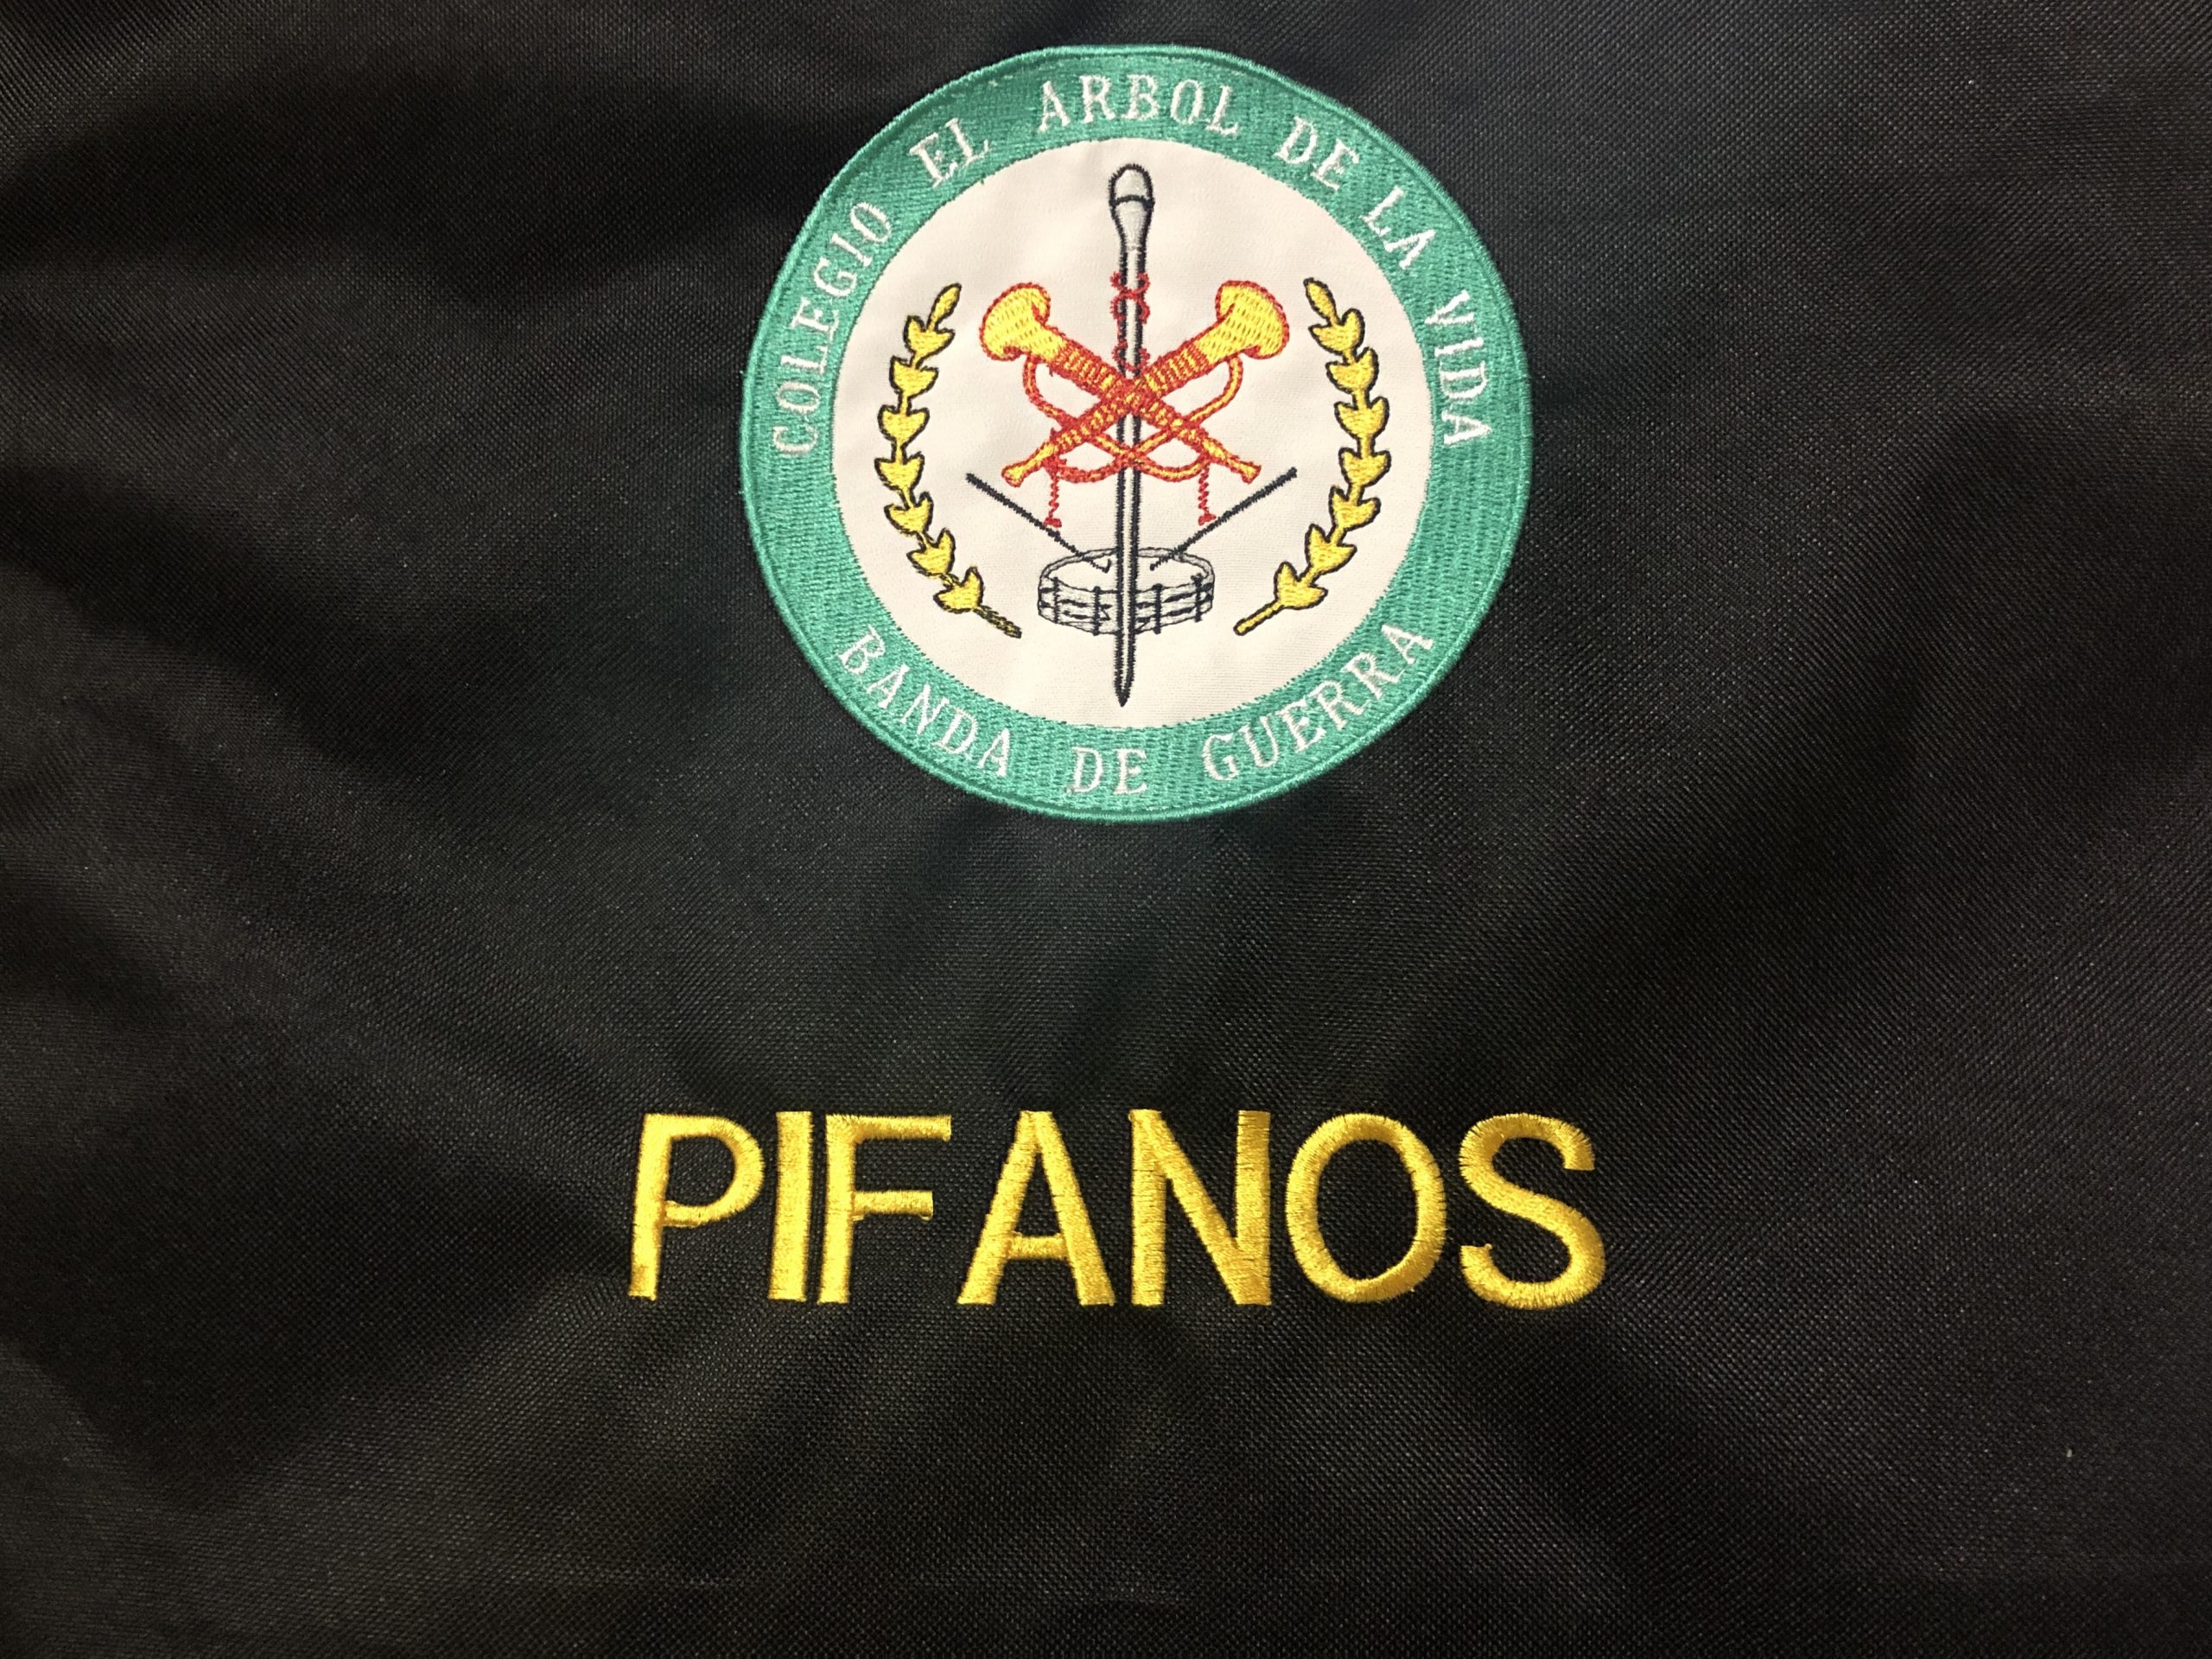 COLEGIO EL ARBOL DE LA VIDA
BANDA DE GUERRA
PIFANOS